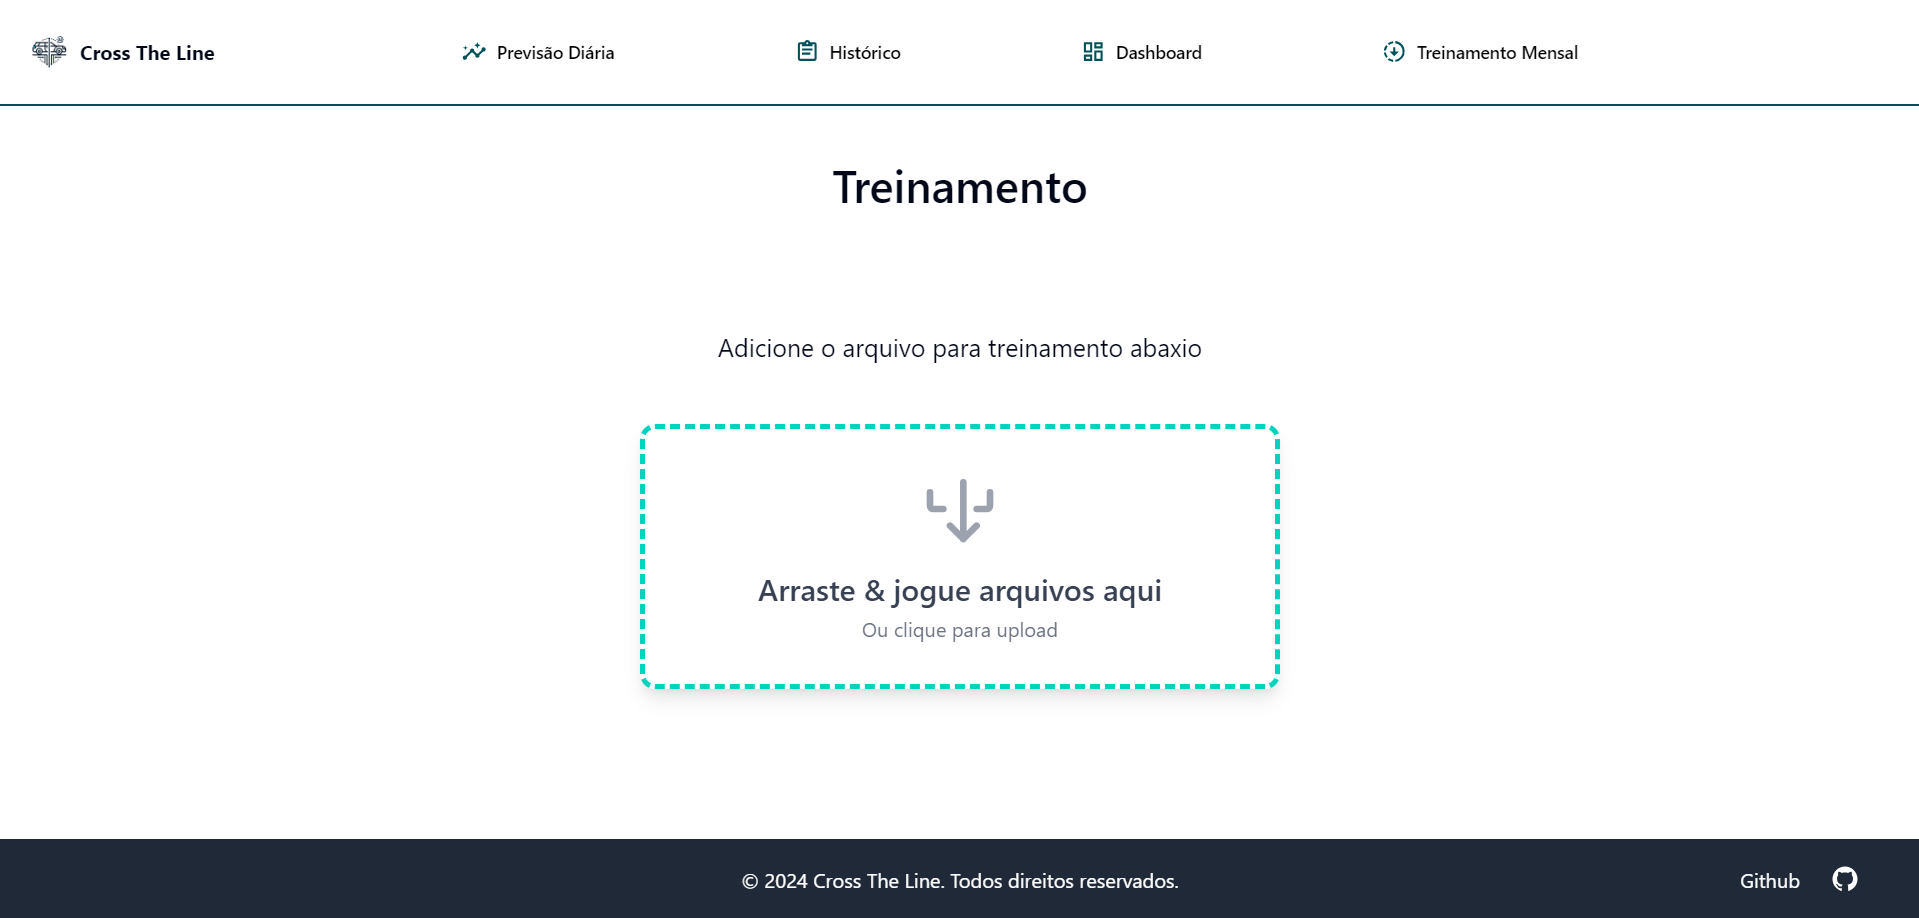 Cross The Line
Previsão Diária
Histórico
Dashboard
Treinamento Mensal
Treinamento
Adicione o arquivo para treinamento abaxio
Arraste & jogue arquivos aqui
Ou clique para upload
© 2024 Cross The Line. Todos direitos reservados.
Github